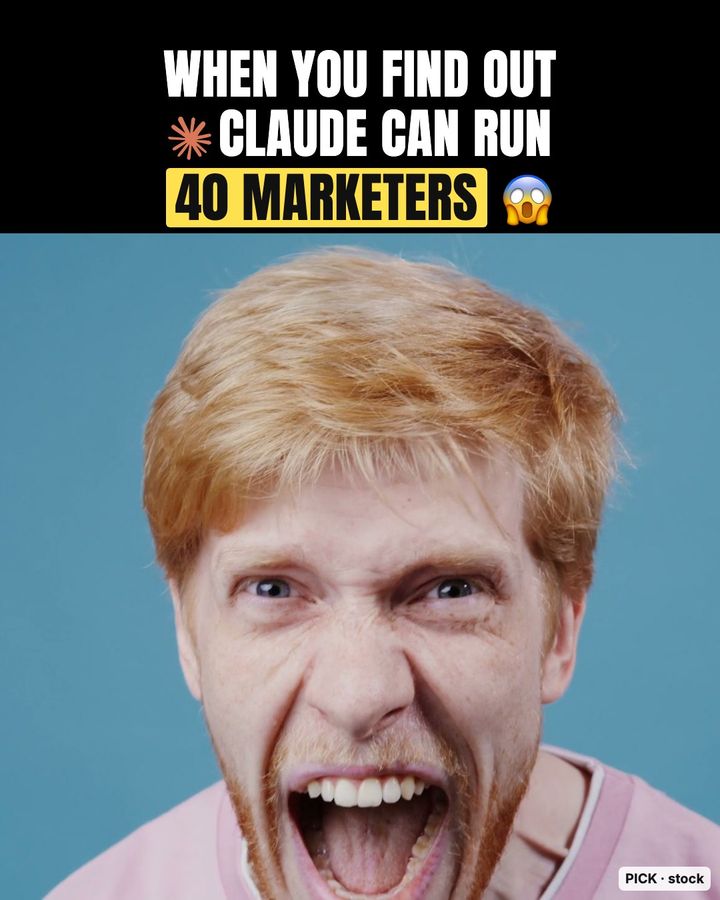 WHEN YOU FIND OUT
CLAUDE CAN RUN
40 MARKETERS 😱
PICK · stock